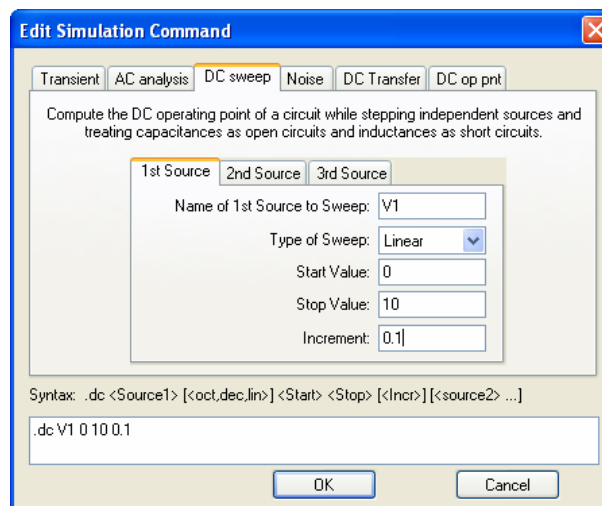 Edit Simulation Command
Transient AC analysis DC sweep Noise DC Transfer DC op pnt
Compute the DC operating point of a circuit while stepping independent sources and
treating capacitances as open circuits and inductances as short circuits.
1st Source 2nd Source 3rd Source
Name of 1st Source to Sweep: V1
Type of Sweep: Linear
Start Value: 0
Stop Value: 10
Increment: 0.1
Syntax: .dc <Source1> [<oct,dec,lin>] <Start> <Stop> [<Incr>] [<source2> ...]
.dc V1 0 10 0.1
OK Cancel